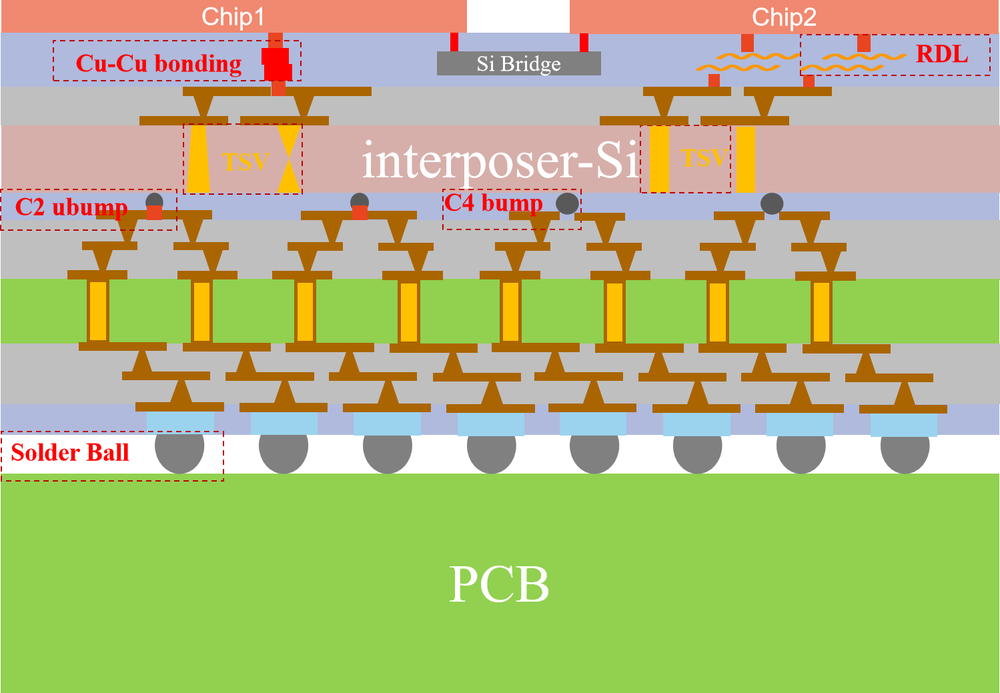 Chip1
Chip2
Cu-Cu bonding
Si Bridge
RDL
TSV
interposer-Si
TSV
C2 ubump
C4 bump
Solder Ball
PCB